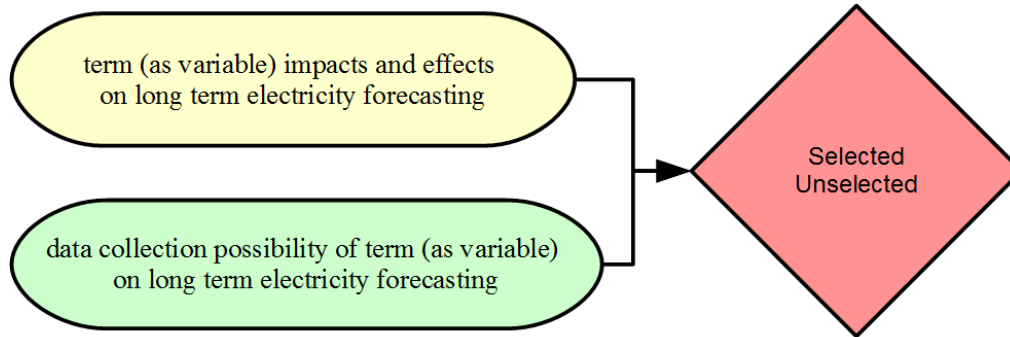 term (as variable) impacts and effects
on long term electricity forecasting
data collection possibility of term (as variable)
on long term electricity forecasting
Selected
Unselected